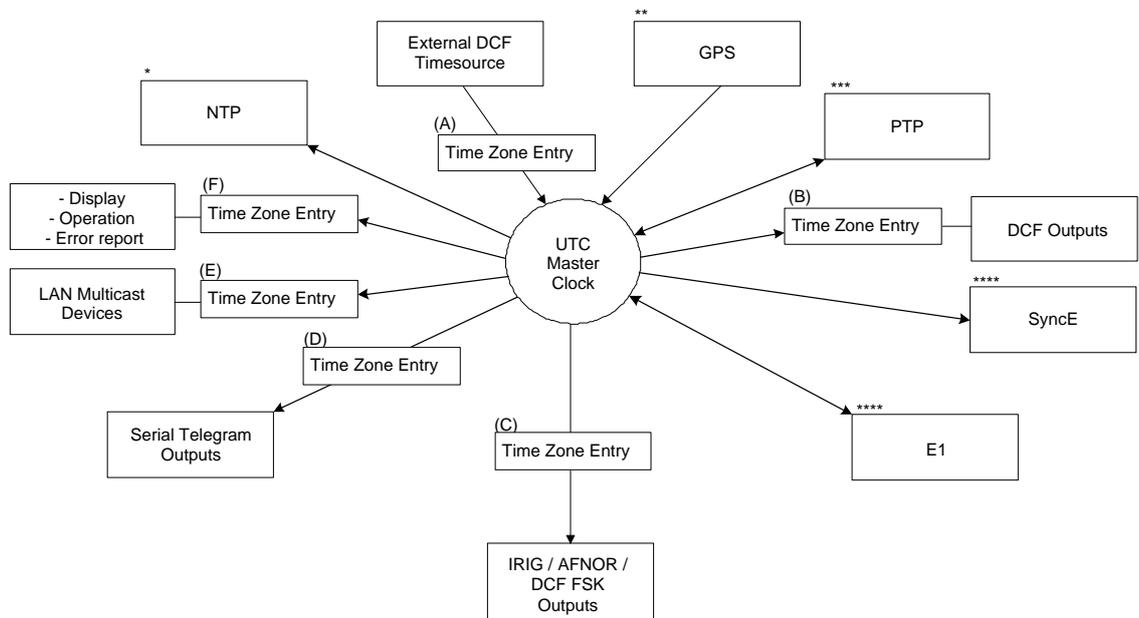 External DCF
Timesource
**
GPS
*
NTP
***
PTP
(A)
Time Zone Entry
- Display
- Operation
- Error report
(F)
Time Zone Entry
(B)
Time Zone Entry
DCF Outputs
UTC
Master
Clock
LAN Multicast
Devices
(E)
Time Zone Entry
****
SyncE
(D)
Time Zone Entry
Serial Telegram
Outputs
(C)
Time Zone Entry
****
E1
IRIG / AFNOR /
DCF FSK
Outputs